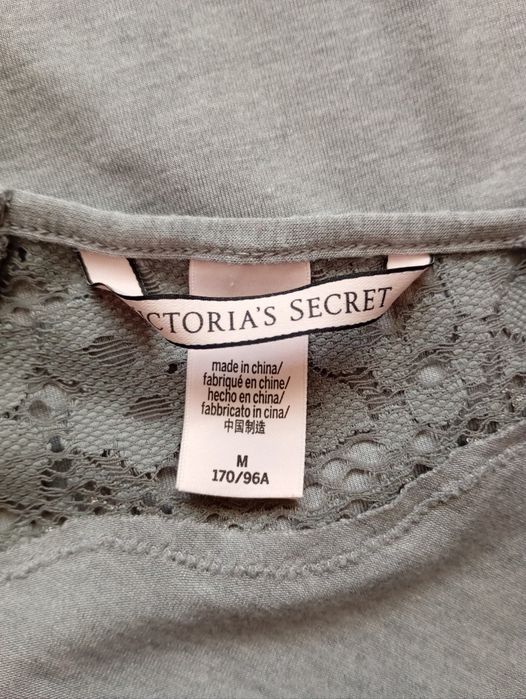 CTORIA'S SECRET
made in china/
fabriqué en chine/
hecho en china/
fabbricato in cina/
中国制造
M
170/96A